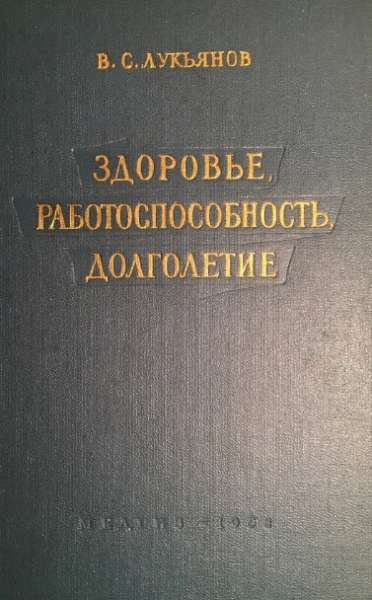 В. С. ЛУКЬЯНОВ
ЗДОРОВЬЕ,
РАБОТОСПОСОБНОСТЬ,
ДОЛГОЛЕТИЕ
МЕДГИЗ